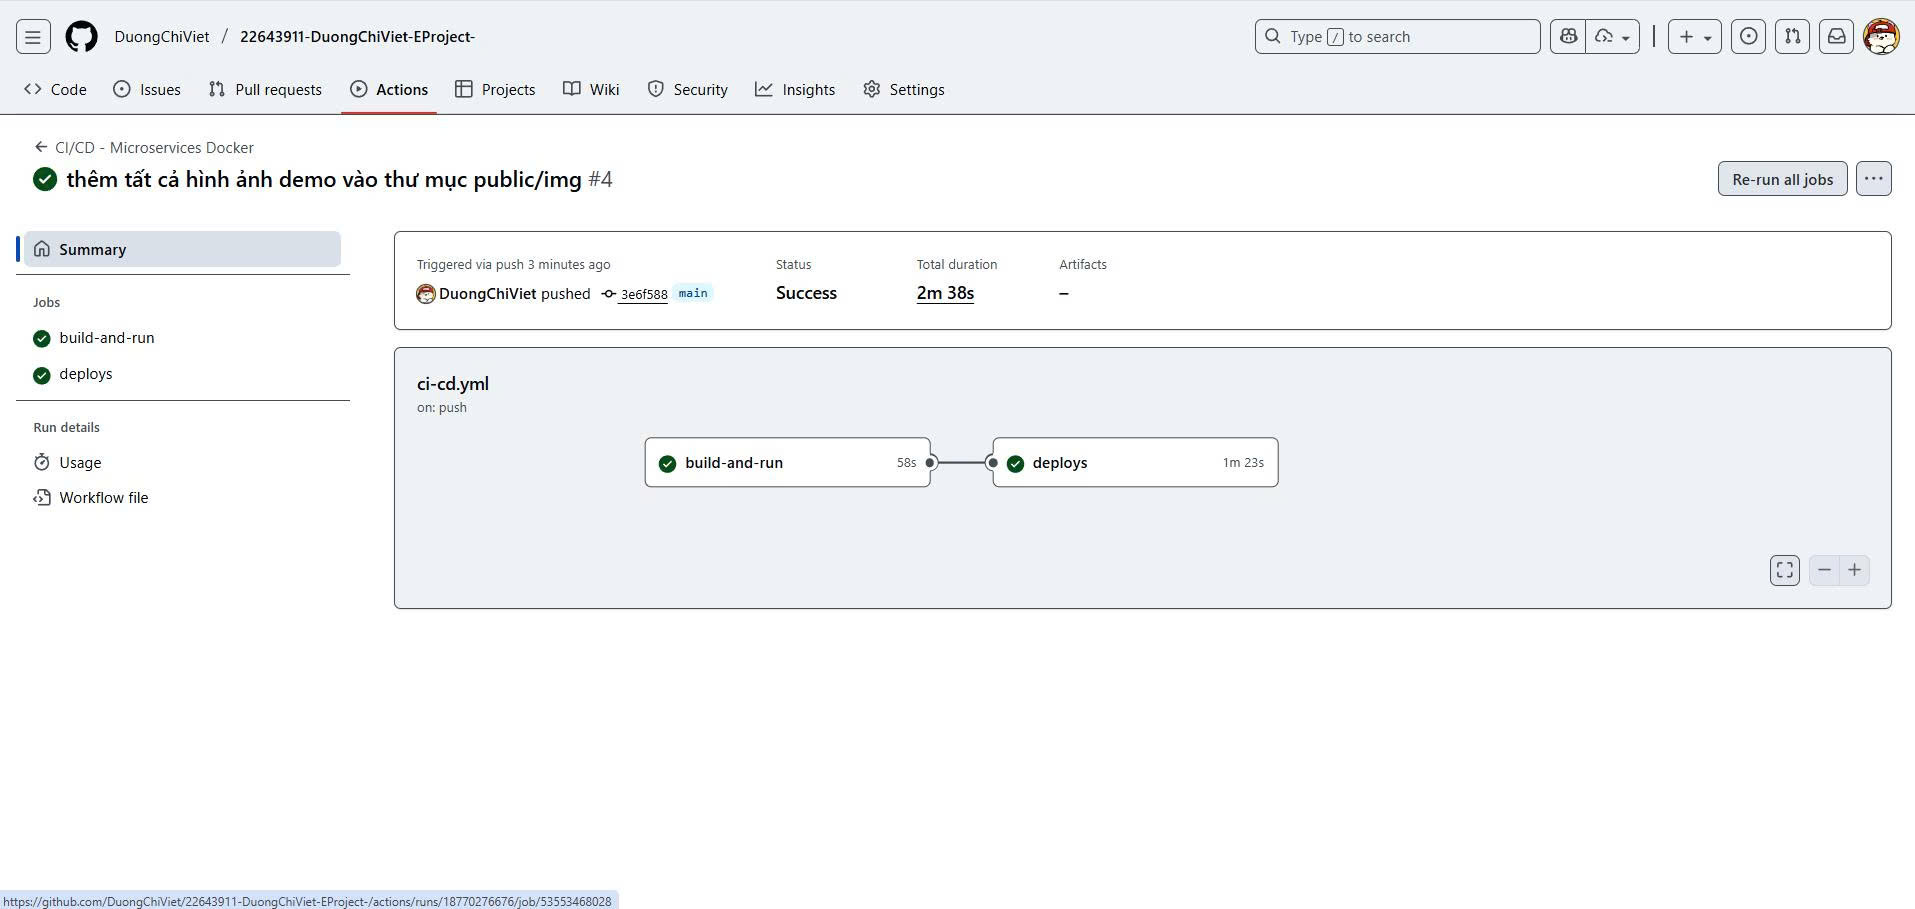 DuongChiViet / 22643911-DuongChiViet-EProject-
Type / to search
Code Issues Pull requests Actions Projects Wiki Security Insights Settings
CI/CD - Microservices Docker
thêm tất cả hình ảnh demo vào thư mục public/img #4
Re-run all jobs
Summary
Jobs
build-and-run
deploys
Run details
Usage
Workflow file
Triggered via push 3 minutes ago
DuongChiViet pushed 3e6f588 main
Status
Success
Total duration
2m 38s
Artifacts
–
ci-cd.yml
on: push
build-and-run 58s
deploys 1m 23s
https://github.com/DuongChiViet/22643911-DuongChiViet-EProject-/actions/runs/18770276676/job/53553468028